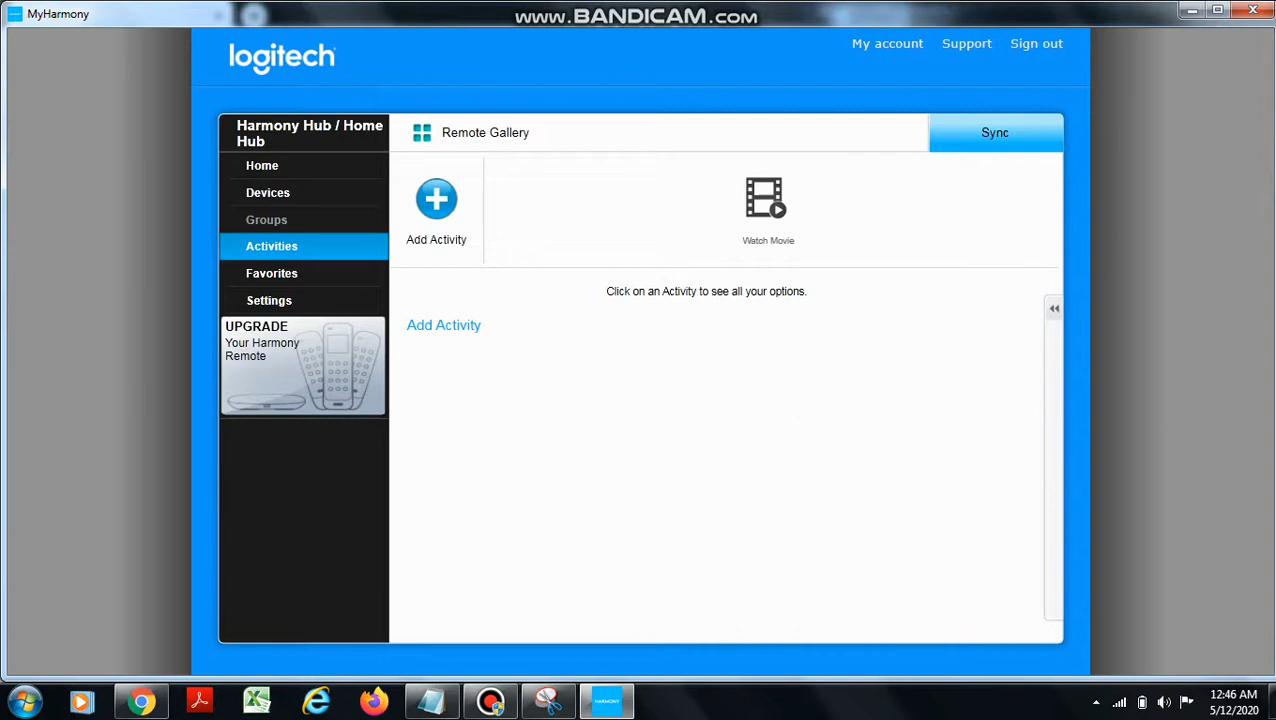 MyHarmony
www.BANDICAM.com
logitech
My account Support Sign out
Harmony Hub / Home
Hub
Remote Gallery
Sync
Home
Devices
Groups
Activities
Favorites
Settings
UPGRADE
Your Harmony
Remote
Add Activity
Watch Movie
Click on an Activity to see all your options.
Add Activity
HARMONY
12:46 AM
5/12/2020